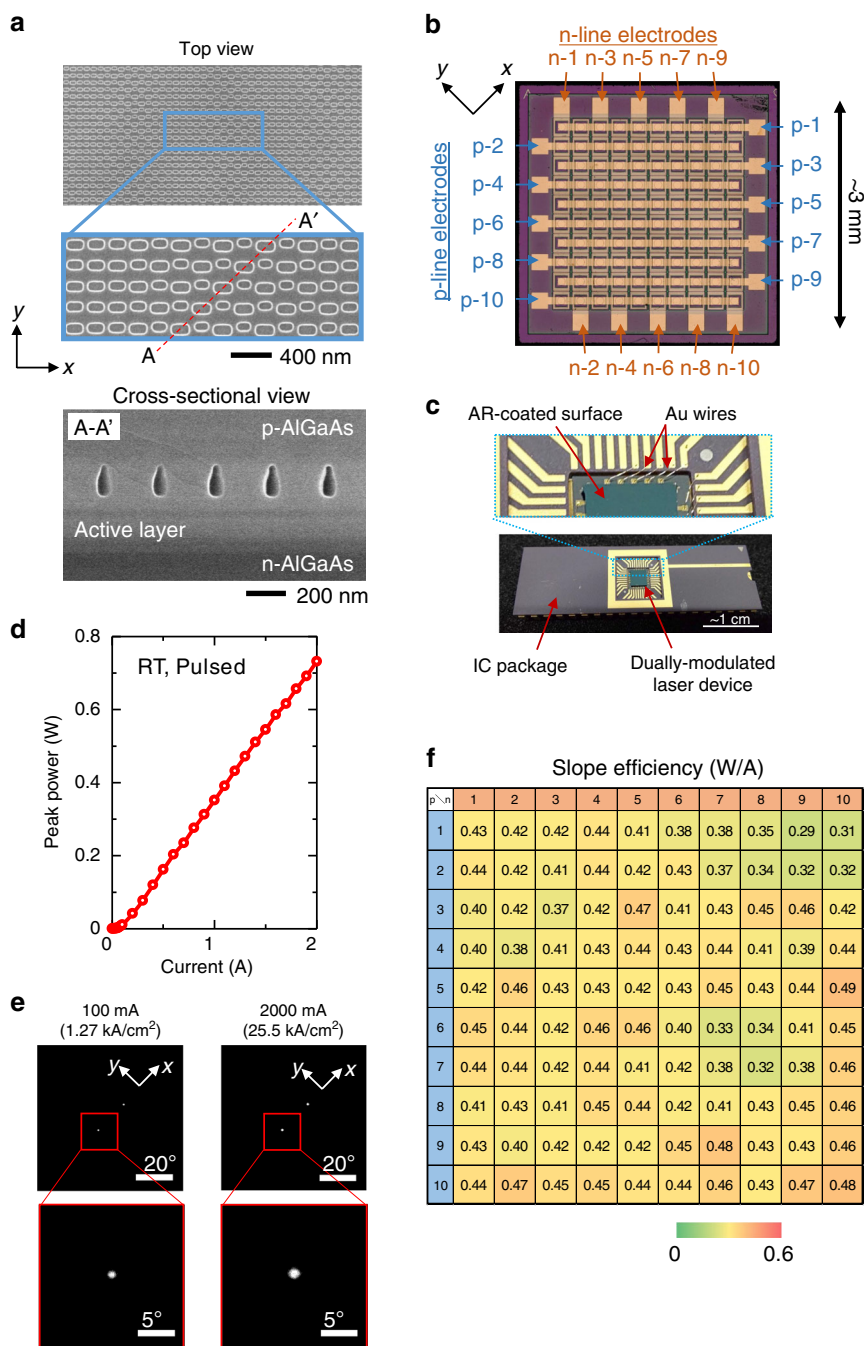 a
Top view
A'
A
y
x
400 nm
Cross-sectional view
A-A'
p-AlGaAs
Active layer
n-AlGaAs
200 nm
b
n-line electrodes
n-1 n-3 n-5 n-7 n-9
y x
p-line electrodes
p-1
p-2
p-3
p-4
p-5
p-6
p-7
p-8
p-9
p-10
~3 mm
n-2 n-4 n-6 n-8 n-10
c
AR-coated surface
Au wires
~1 cm
IC package
Dually-modulated
laser device
d
RT, Pulsed
Peak power (W)
0.8
0.6
0.4
0.2
0
0 1 2
Current (A)
e
100 mA
(1.27 kA/cm²)
2000 mA
(25.5 kA/cm²)
y x
y x
20°
20°
5°
5°
f
Slope efficiency (W/A)
p\n 1 2 3 4 5 6 7 8 9 10
1 0.43 0.42 0.42 0.44 0.41 0.38 0.38 0.35 0.29 0.31
2 0.44 0.42 0.41 0.44 0.42 0.43 0.37 0.34 0.32 0.32
3 0.40 0.42 0.37 0.42 0.47 0.41 0.43 0.45 0.46 0.42
4 0.40 0.38 0.41 0.43 0.44 0.43 0.44 0.41 0.39 0.44
5 0.42 0.46 0.43 0.43 0.42 0.42 0.45 0.43 0.44 0.49
6 0.45 0.44 0.42 0.46 0.46 0.40 0.33 0.34 0.41 0.45
7 0.44 0.44 0.42 0.41 0.42 0.42 0.38 0.32 0.38 0.46
8 0.41 0.43 0.41 0.45 0.44 0.42 0.41 0.43 0.45 0.46
9 0.43 0.40 0.42 0.42 0.42 0.45 0.48 0.43 0.43 0.46
10 0.44 0.47 0.45 0.45 0.44 0.44 0.46 0.43 0.47 0.48
0 0.6